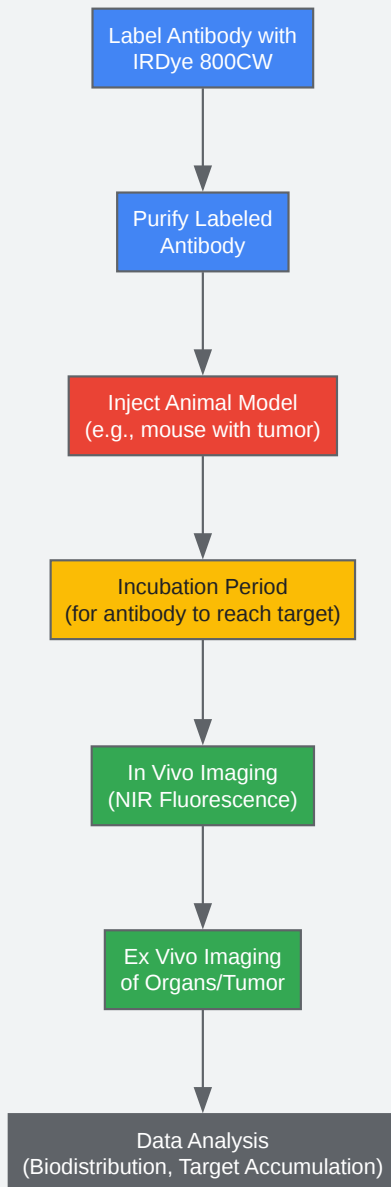 Label Antibody with
IRDye 800CW
Purify Labeled
Antibody
Inject Animal Model
(e.g., mouse with tumor)
Incubation Period
(for antibody to reach target)
In Vivo Imaging
(NIR Fluorescence)
Ex Vivo Imaging
of Organs/Tumor
Data Analysis
(Biodistribution, Target Accumulation)